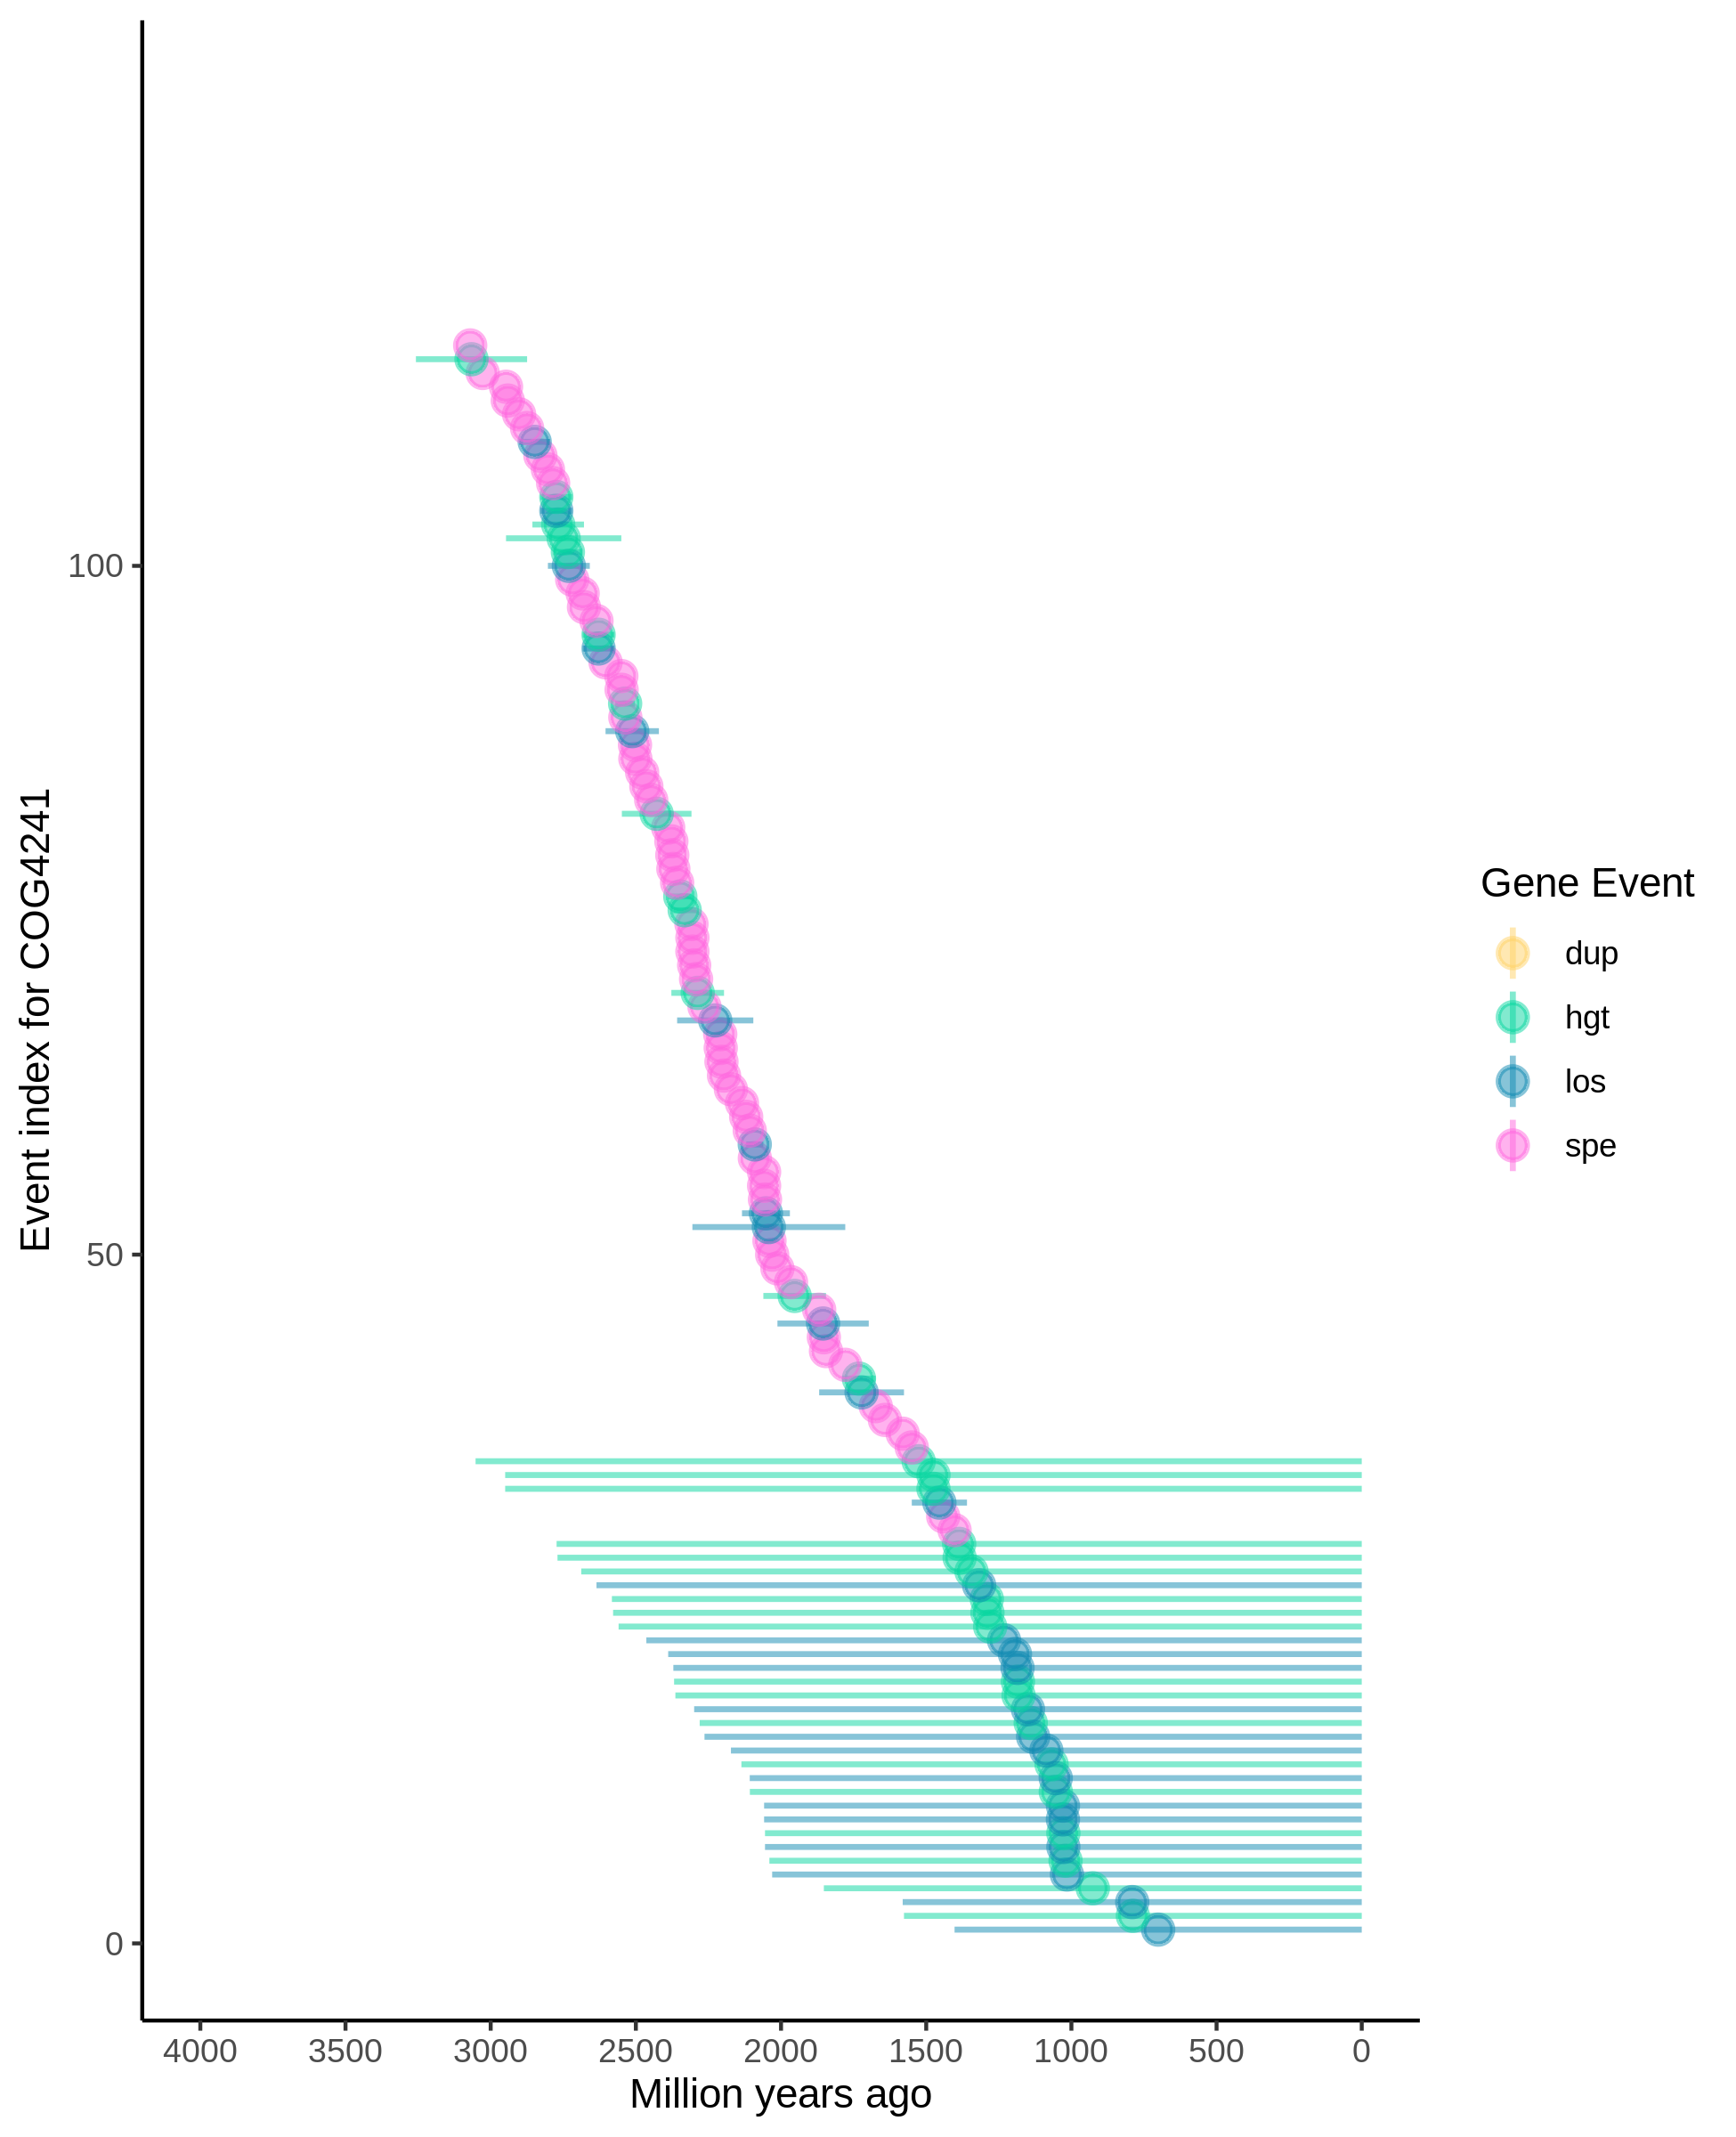 Event index for COG4241
100
50
0
4000 3500 3000 2500 2000 1500 1000 500 0
Million years ago
Gene Event
dup
hgt
los
spe